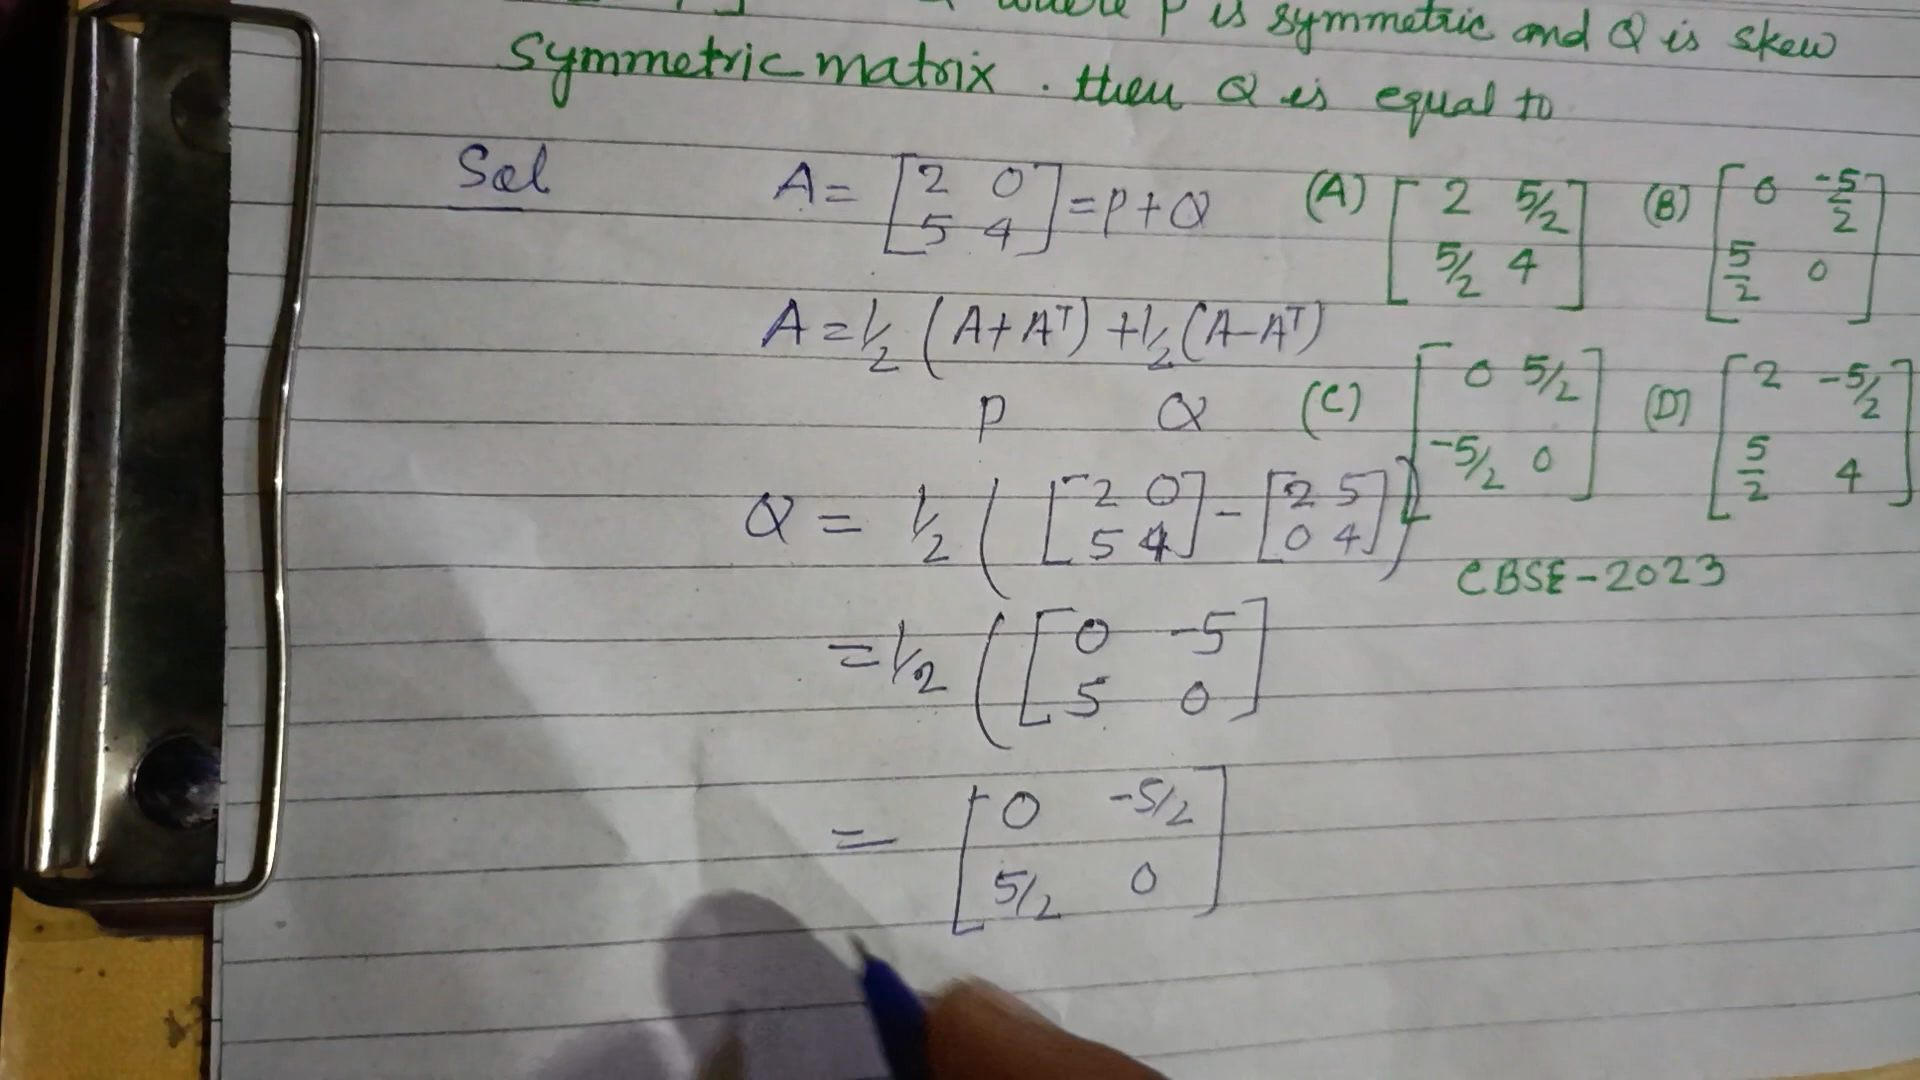 where P is symmetric and Q is skew
symmetric matrix . then Q is equal to
Sol
A = [2 0 5 4] = P + Q
(A) [2 5/2 5/2 4]
(B) [0 -5/2 5/2 0]
A = 1/2 (A + A^T) + 1/2 (A - A^T)
P Q
(C) [0 5/2 -5/2 0]
(D) [2 -5/2 5/2 4]
Q = 1/2 ([2 0 5 4] - [2 5 0 4])
CBSE - 2023
= 1/2 ([0 -5 5 0]
= [0 -5/2 5/2 0]